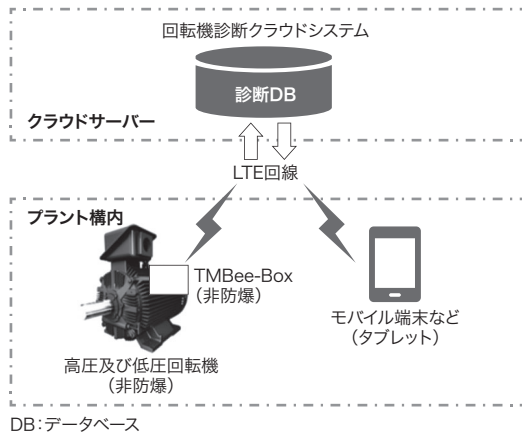 回転機診断クラウドシステム
診断DB
クラウドサーバー
LTE回線
プラント構内
TMBee-Box
(非防爆)
モバイル端末など
(タブレット)
高圧及び低圧回転機
(非防爆)
DB:データベース